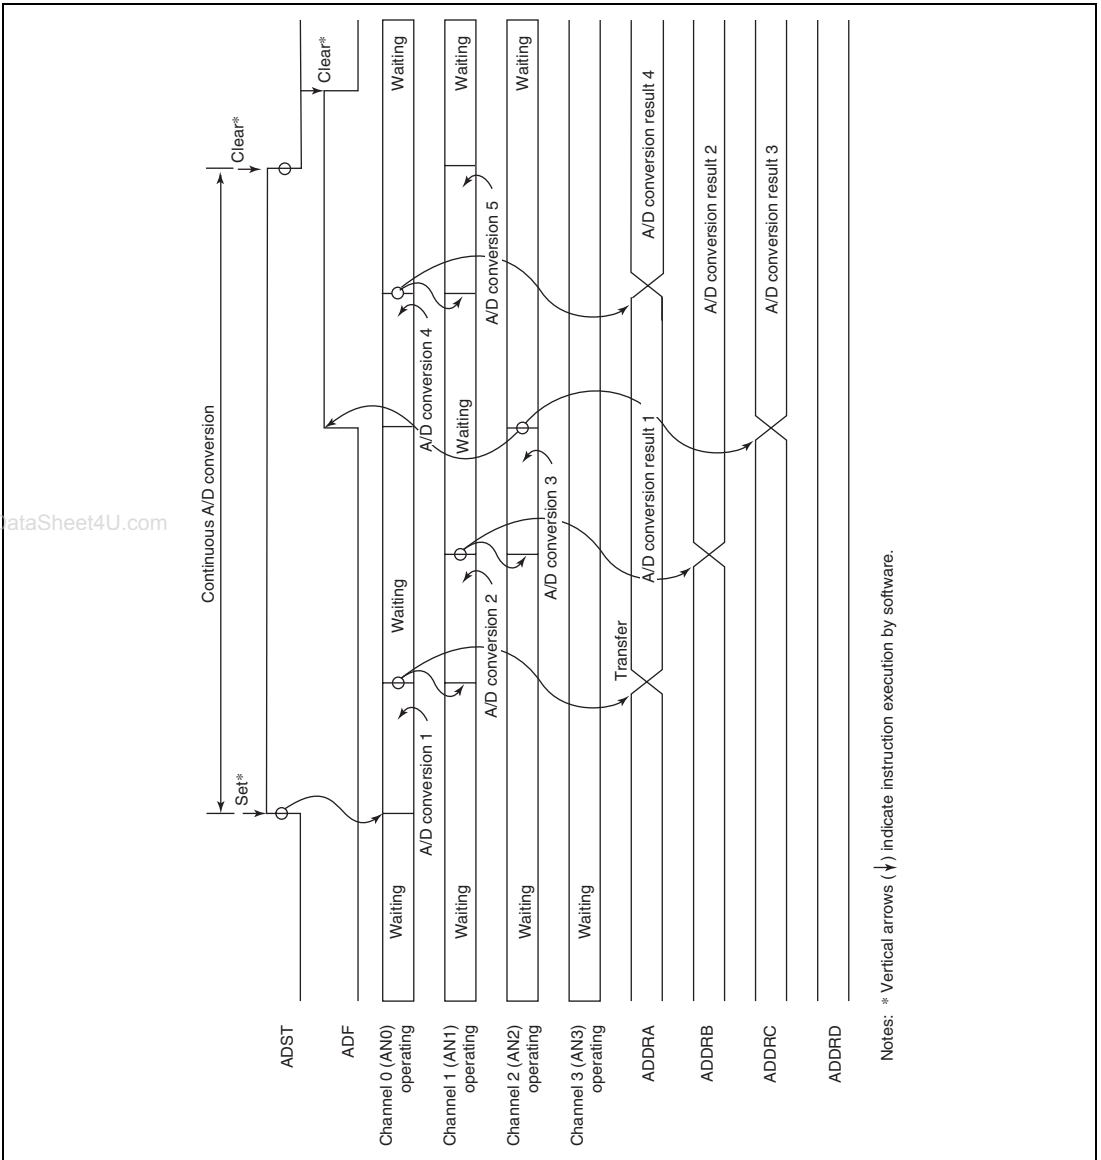 Continuous A/D conversion
Set*
Clear*
Clear*
ADST
ADF
Channel 0 (AN0)
operating
Waiting
A/D conversion 1
Waiting
A/D conversion 4
Waiting
Channel 1 (AN1)
operating
Waiting
A/D conversion 2
Waiting
A/D conversion 5
Waiting
Channel 2 (AN2)
operating
Waiting
A/D conversion 3
Waiting
Channel 3 (AN3)
operating
Waiting
Transfer
ADDRA
A/D conversion result 1
A/D conversion result 4
ADDRB
A/D conversion result 2
ADDRC
A/D conversion result 3
ADDRD
Notes: * Vertical arrows (↓) indicate instruction execution by software.
DataSheet4U.com